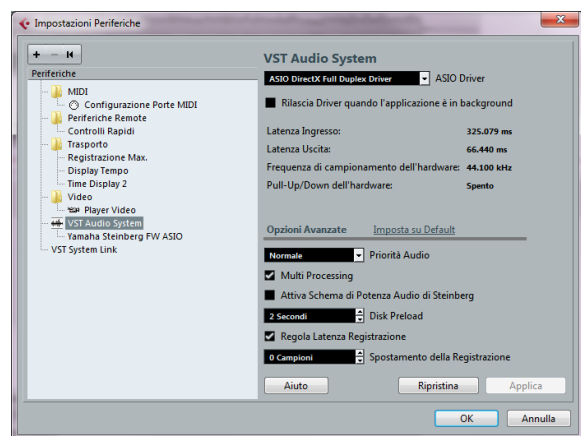 Impostazioni Periferiche
Periferiche
MIDI
Configurazione Porte MIDI
Periferiche Remote
Controlli Rapidi
Trasporto
Registrazione Max.
Display Tempo
Time Display 2
Video
Player Video
VST Audio System
Yamaha Steinberg FW ASIO
VST System Link
VST Audio System
ASIO DirectX Full Duplex Driver ASIO Driver
Rilascia Driver quando l'applicazione è in background
Latenza Ingresso: 325.079 ms
Latenza Uscita: 66.440 ms
Frequenza di campionamento dell'hardware: 44.100 kHz
Pull-Up/Down dell'hardware: Spento
Opzioni Avanzate Imposta su Default
Normale Priorità Audio
Multi Processing
Attiva Schema di Potenza Audio di Steinberg
2 Secondi Disk Preload
Regola Latenza Registrazione
0 Campioni Spostamento della Registrazione
Aiuto Ripristina Applica
OK Annulla